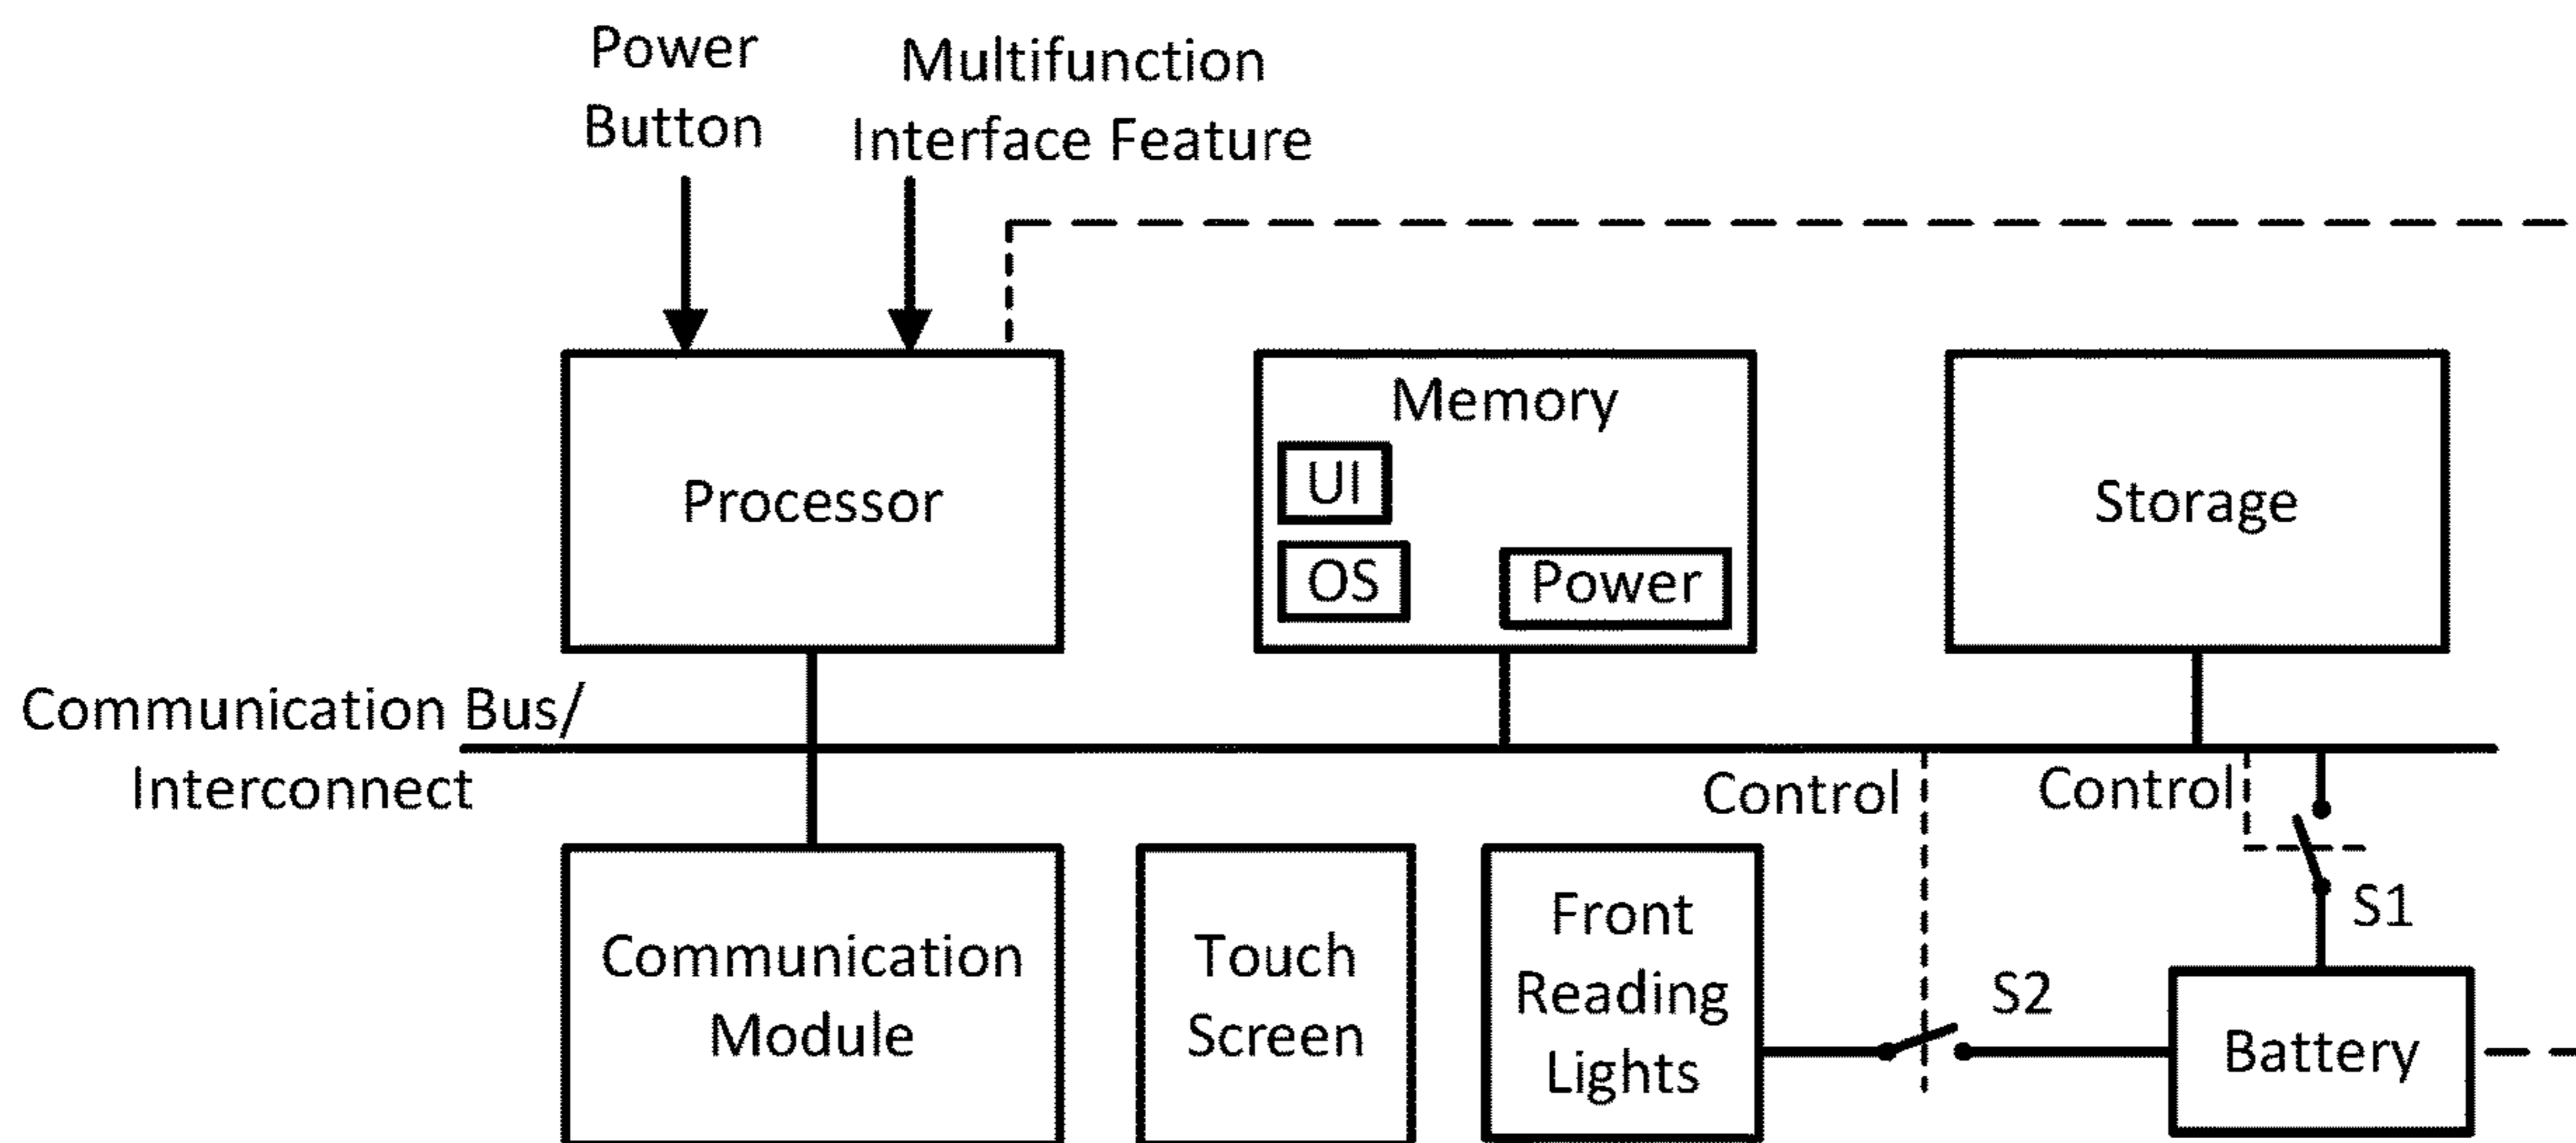 Power
Button
Multifunction
Interface Feature
Processor
Memory
UI
OS
Power
Storage
Communication Bus/
Interconnect
Control
Control
S1
Communication
Module
Touch
Screen
Front
Reading
Lights
S2
Battery